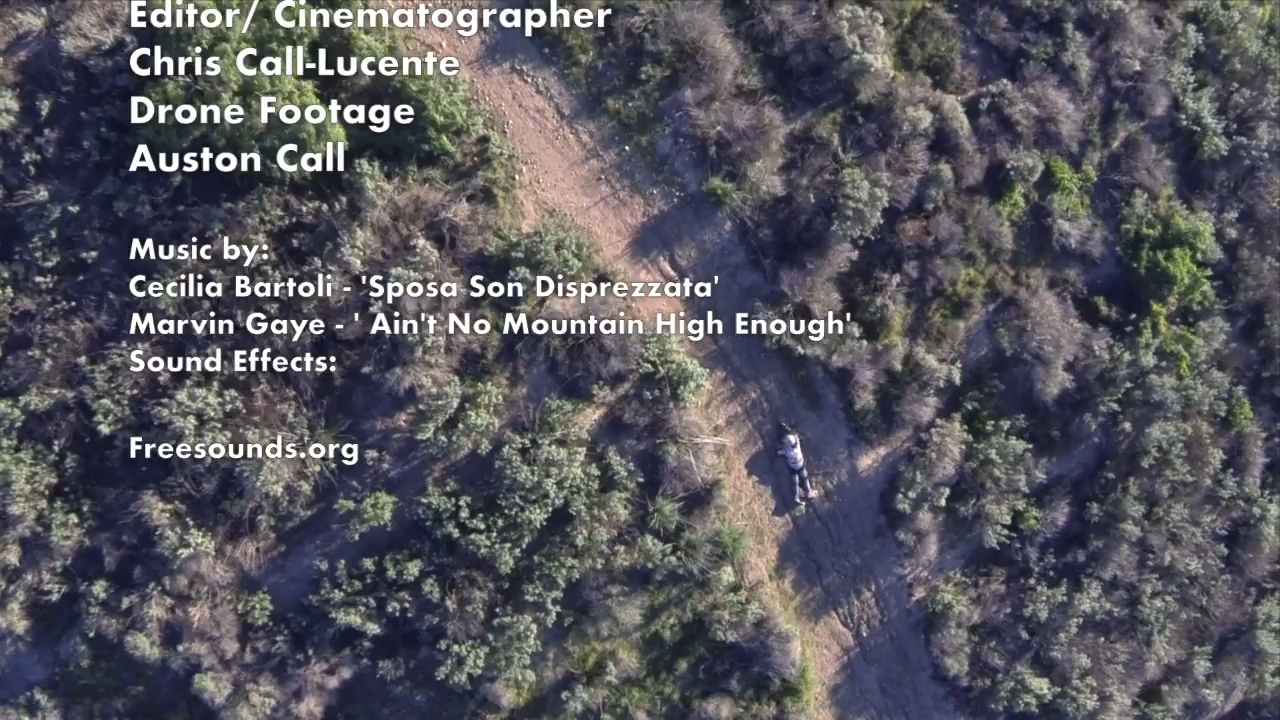 Editor/ Cinematographer
Chris Call-Lucente
Drone Footage
Auston Call
Music by:
Cecilia Bartoli - 'Sposa Son Disprezzata'
Marvin Gaye - ' Ain't No Mountain High Enough'
Sound Effects:
Freesounds.org